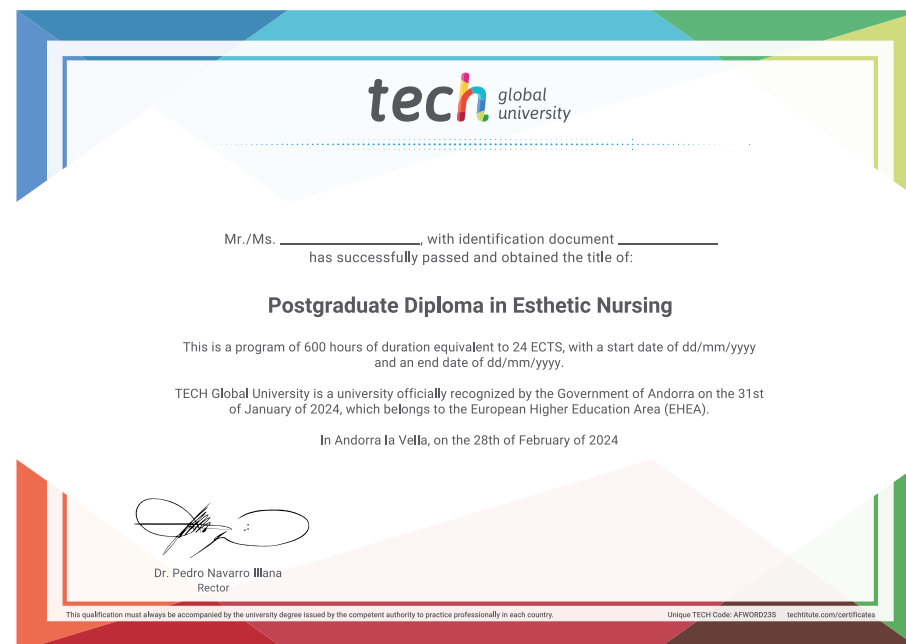 tech global
university
Mr./Ms. ____________, with identification document ____________
has successfully passed and obtained the title of:
Postgraduate Diploma in Esthetic Nursing
This is a program of 600 hours of duration equivalent to 24 ECTS, with a start date of dd/mm/yyyy
and an end date of dd/mm/yyyy.
TECH Global University is a university officially recognized by the Government of Andorra on the 31st
of January of 2024, which belongs to the European Higher Education Area (EHEA).
In Andorra la Vella, on the 28th of February of 2024
Dr. Pedro Navarro Illana
Rector
This qualification must always be accompanied by the university degree issued by the competent authority to practice professionally in each country. Unique TECH Code: AFWORD23S techtitute.com/certificates